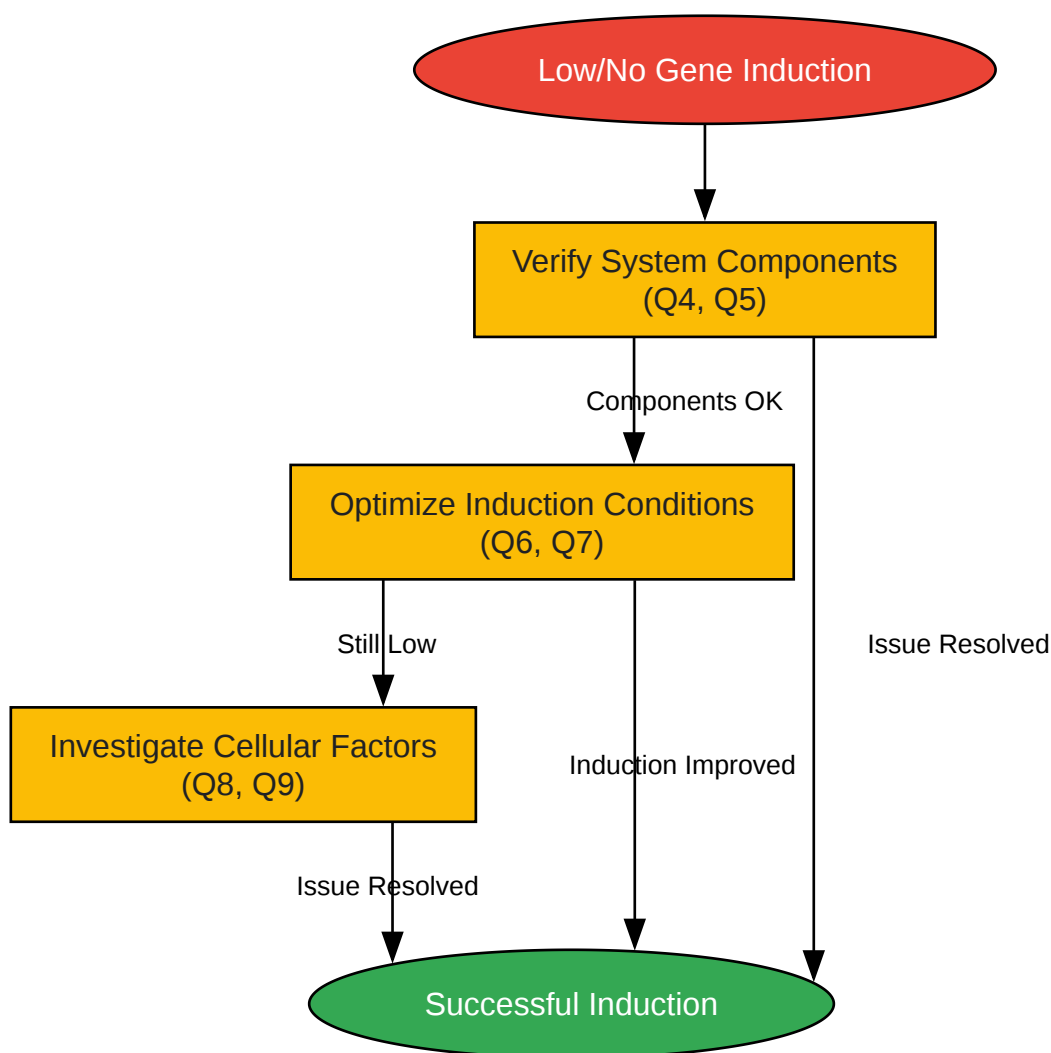 Low/No Gene Induction
Verify System Components
(Q4, Q5)
Components OK
Optimize Induction Conditions
(Q6, Q7)
Still Low
Issue Resolved
Investigate Cellular Factors
(Q8, Q9)
Induction Improved
Issue Resolved
Successful Induction